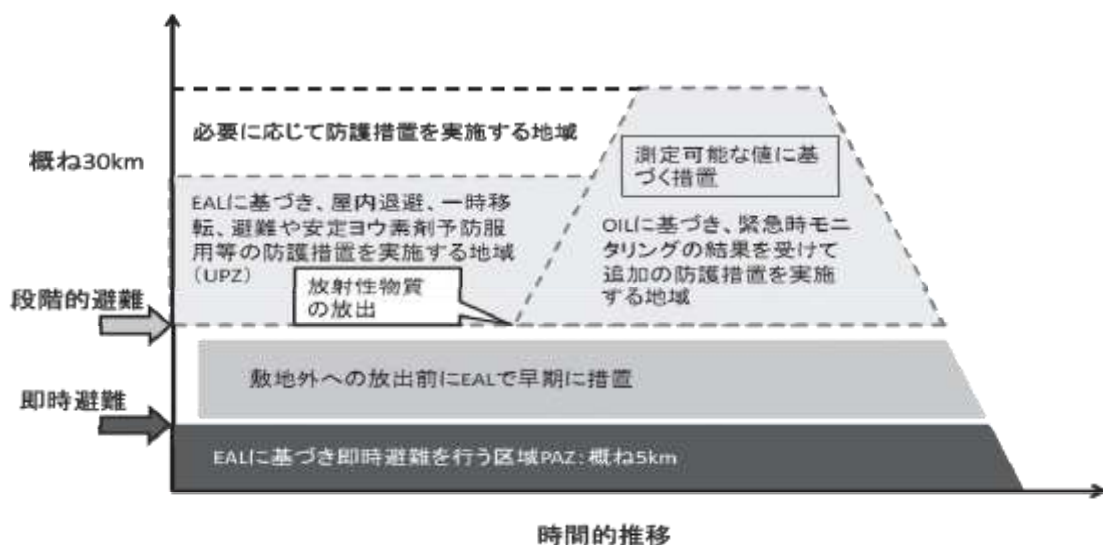 必要に応じて防護措置を実施する地域
概ね30km
測定可能な値に基
づく措置
EALに基づき、屋内退避、一時移
転、避難や安定ヨウ素剤予防服
用等の防護措置を実施する地域
(UPZ)
OILに基づき、緊急時モニ
タリングの結果を受けて
追加の防護措置を実施
する地域
放射性物質
の放出
段階的避難
敷地外への放出前にEALで早期に措置
即時避難
EALに基づき即時避難を行う区域PAZ:概ね5km
時間的推移